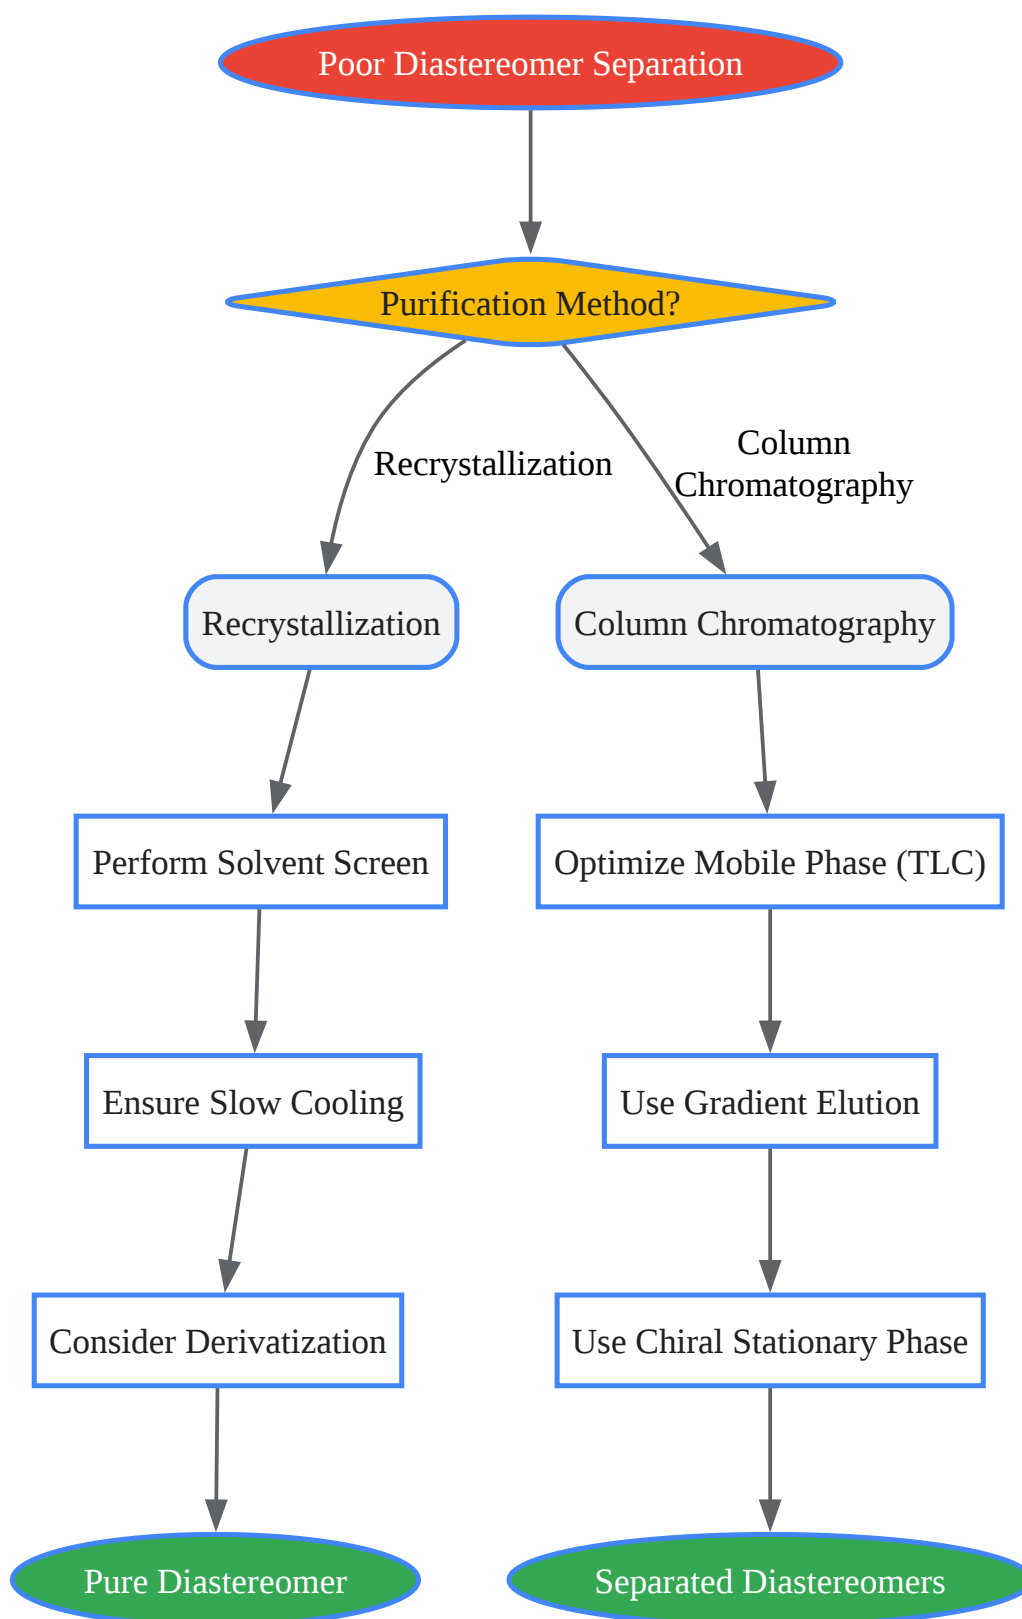 Poor Diastereomer Separation
Purification Method?
Recrystallization
Column
Chromatography
Recrystallization
Column Chromatography
Perform Solvent Screen
Optimize Mobile Phase (TLC)
Ensure Slow Cooling
Use Gradient Elution
Consider Derivatization
Use Chiral Stationary Phase
Pure Diastereomer
Separated Diastereomers